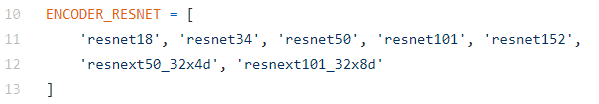 10 ENCODER_RESNET = [
11     'resnet18', 'resnet34', 'resnet50', 'resnet101', 'resnet152',
12     'resnext50_32x4d', 'resnext101_32x8d'
13 ]